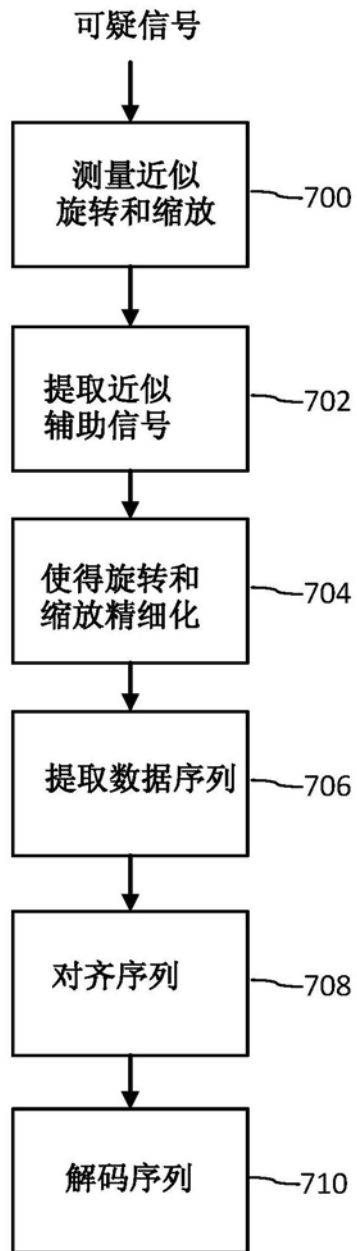 可疑信号
测量近似
旋转和缩放
700
提取近似
辅助信号
702
使得旋转和
缩放精细化
704
提取数据序列
706
对齐序列
708
解码序列
710